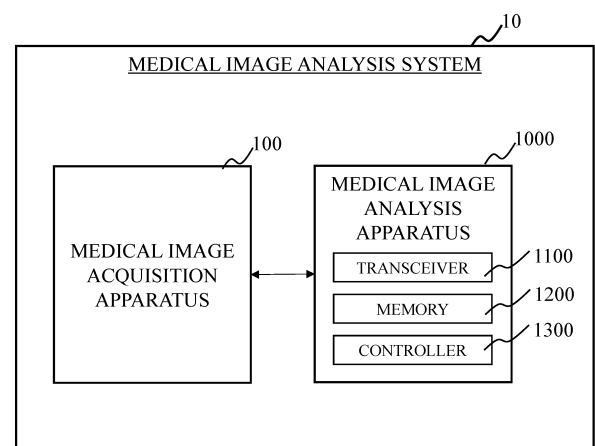 10
MEDICAL IMAGE ANALYSIS SYSTEM
100
1000
MEDICAL IMAGE
ACQUISITION
APPARATUS
MEDICAL IMAGE
ANALYSIS
APPARATUS
TRANSCEIVER
1100
MEMORY
1200
CONTROLLER
1300